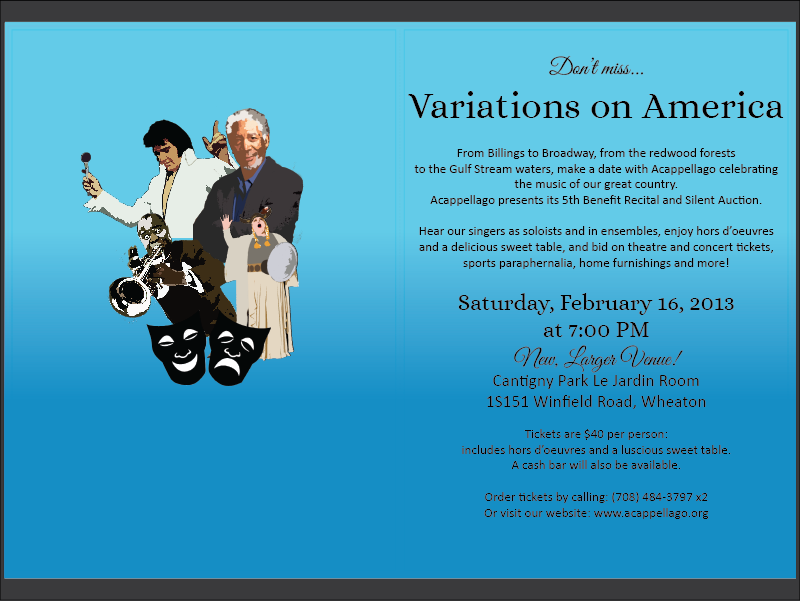 Don't miss...
Variations on America
From Billings to Broadway, from the redwood forests
to the Gulf Stream waters, make a date with Acappellago celebrating
the music of our great country.
Acappellago presents its 5th Benefit Recital and Silent Auction.
Hear our singers as soloists and in ensembles, enjoy hors d'oeuvres
and a delicious sweet table, and bid on theatre and concert tickets,
sports paraphernalia, home furnishings and more!
Saturday, February 16, 2013
at 7:00 PM
New, Larger Venue!
Cantigny Park Le Jardin Room
1S151 Winfield Road, Wheaton
Tickets are $40 per person:
includes hors d'oeuvres and a luscious sweet table.
A cash bar will also be available.
Order tickets by calling: (708) 484-3797 x2
Or visit our website: www.acappellago.org